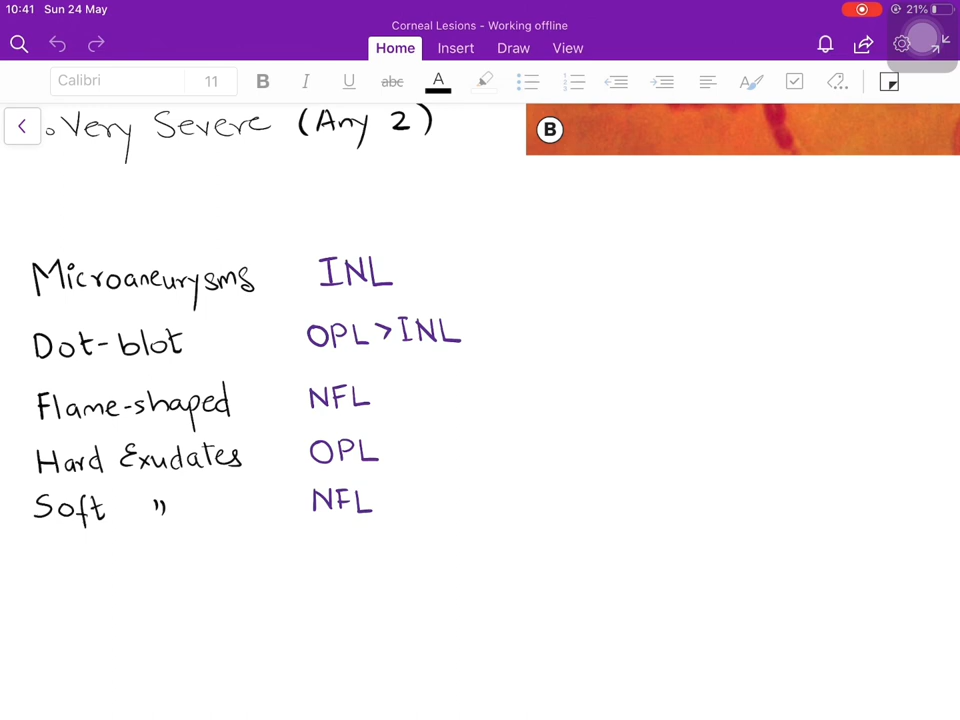 10:41 Sun 24 May 21%
Corneal Lesions - Working offline
Home Insert Draw View
Calibri 11 B I U abc A
Very Severe (Any 2) B
Microaneurysms INL
Dot-blot OPL > INL
Flame-shaped NFL
Hard Exudates OPL
Soft " NFL